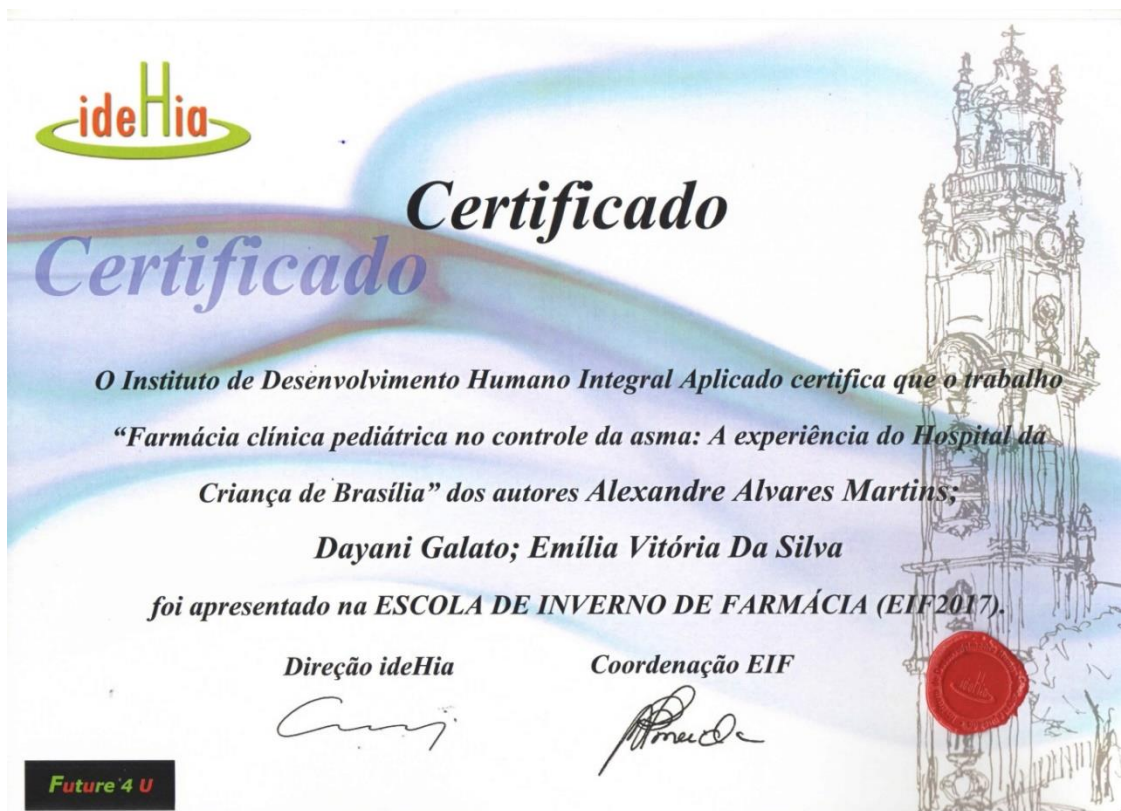 ideHia
Certificado
Certificado
O Instituto de Desenvolvimento Humano Integral Aplicado certifica que o trabalho
“Farmácia clínica pediátrica no controle da asma: A experiência do Hospital da
Criança de Brasília” dos autores Alexandre Alvares Martins;
Dayani Galato; Emília Vitória Da Silva
foi apresentado na ESCOLA DE INVERNO DE FARMÁCIA (EIF2017).
Direção ideHia
Coordenação EIF
ideHia
Future 4 U